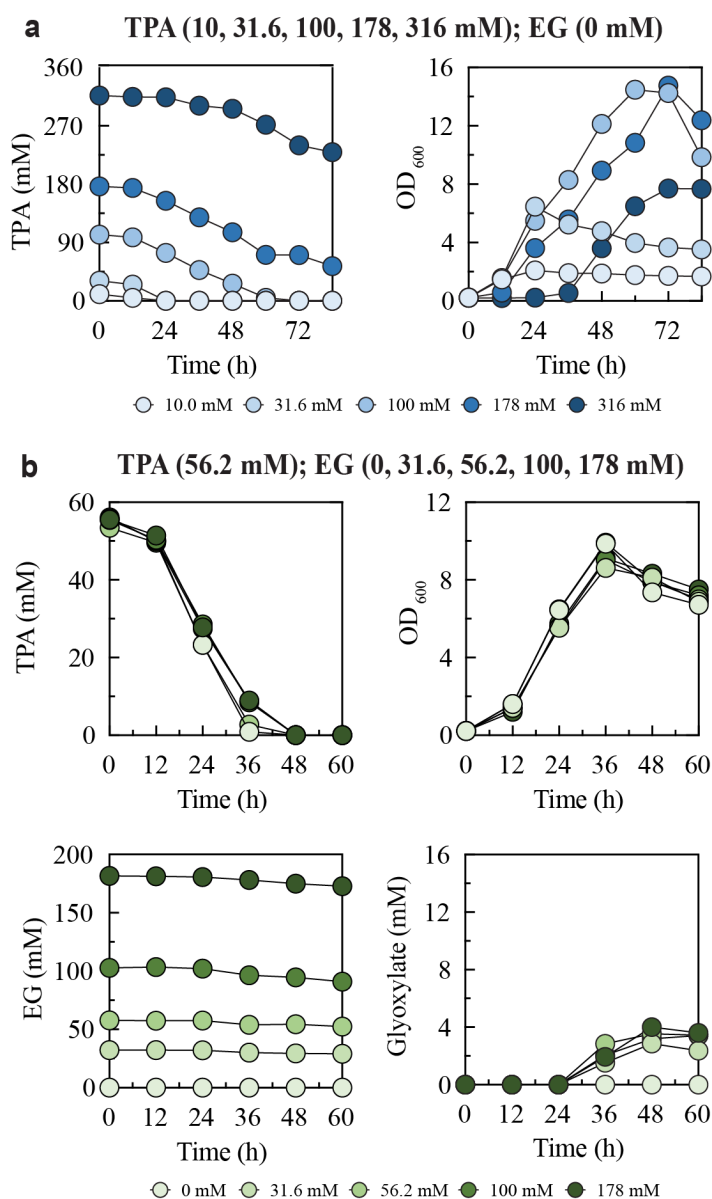 a TPA (10, 31.6, 100, 178, 316 mM); EG (0 mM)
360
270
180
90
0
TPA (mM)
0 24 48 72
Time (h)
16
12
8
4
0
OD600
0 24 48 72
Time (h)
10.0 mM 31.6 mM 100 mM 178 mM 316 mM
b TPA (56.2 mM); EG (0, 31.6, 56.2, 100, 178 mM)
60
40
20
0
TPA (mM)
0 12 24 36 48 60
Time (h)
12
8
4
0
OD600
0 12 24 36 48 60
Time (h)
200
150
100
50
0
EG (mM)
0 12 24 36 48 60
Time (h)
16
12
8
4
0
Glyoxylate (mM)
0 12 24 36 48 60
Time (h)
0 mM 31.6 mM 56.2 mM 100 mM 178 mM